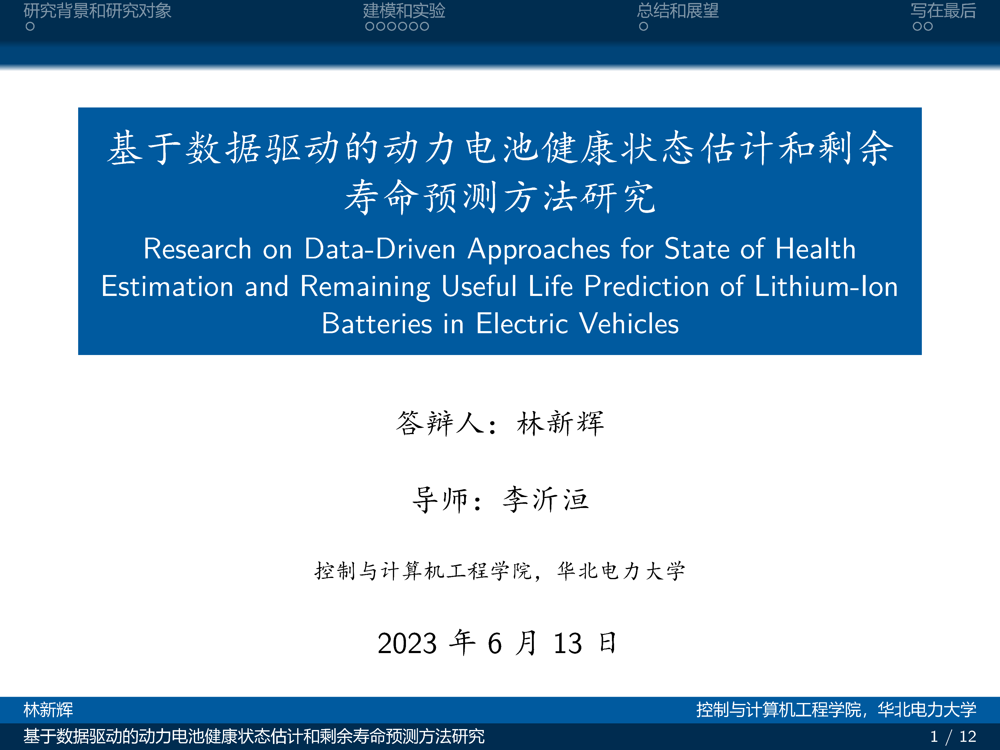 研究背景和研究对象 建模和实验 总结和展望 写在最后
基于数据驱动的动力电池健康状态估计和剩余
寿命预测方法研究
Research on Data-Driven Approaches for State of Health
Estimation and Remaining Useful Life Prediction of Lithium-Ion
Batteries in Electric Vehicles
答辩人：林新辉
导师：李沂洹
控制与计算机工程学院，华北电力大学
2023 年 6 月 13 日
林新辉 控制与计算机工程学院，华北电力大学
基于数据驱动的动力电池健康状态估计和剩余寿命预测方法研究 1 / 12